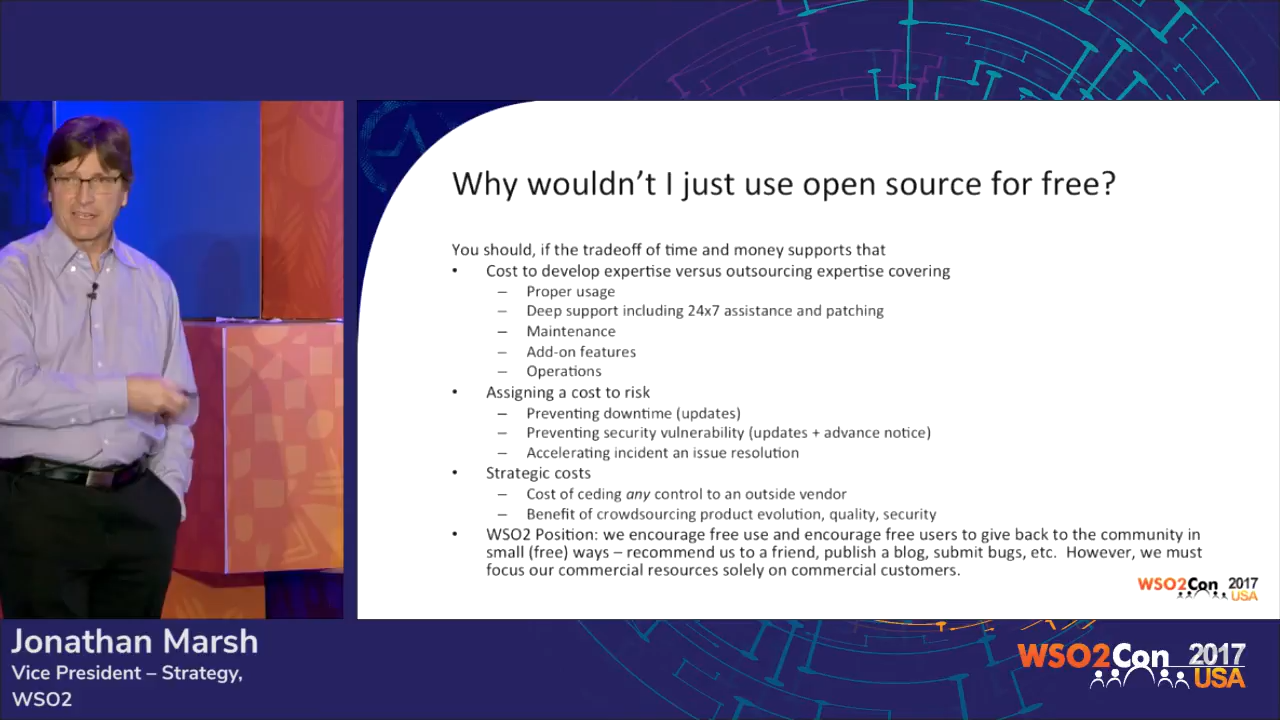 Why wouldn't I just use open source for free?
You should, if the tradeoff of time and money supports that
• Cost to develop expertise versus outsourcing expertise covering
– Proper usage
– Deep support including 24x7 assistance and patching
– Maintenance
– Add-on features
– Operations
• Assigning a cost to risk
– Preventing downtime (updates)
– Preventing security vulnerability (updates + advance notice)
– Accelerating incident an issue resolution
• Strategic costs
– Cost of ceding any control to an outside vendor
– Benefit of crowdsourcing product evolution, quality, security
• WSO2 Position: we encourage free use and encourage free users to give back to the community in
small (free) ways – recommend us to a friend, publish a blog, submit bugs, etc. However, we must
focus our commercial resources solely on commercial customers.
WSO2Con 2017
USA
Jonathan Marsh
Vice President – Strategy,
WSO2
WSO2Con 2017
USA